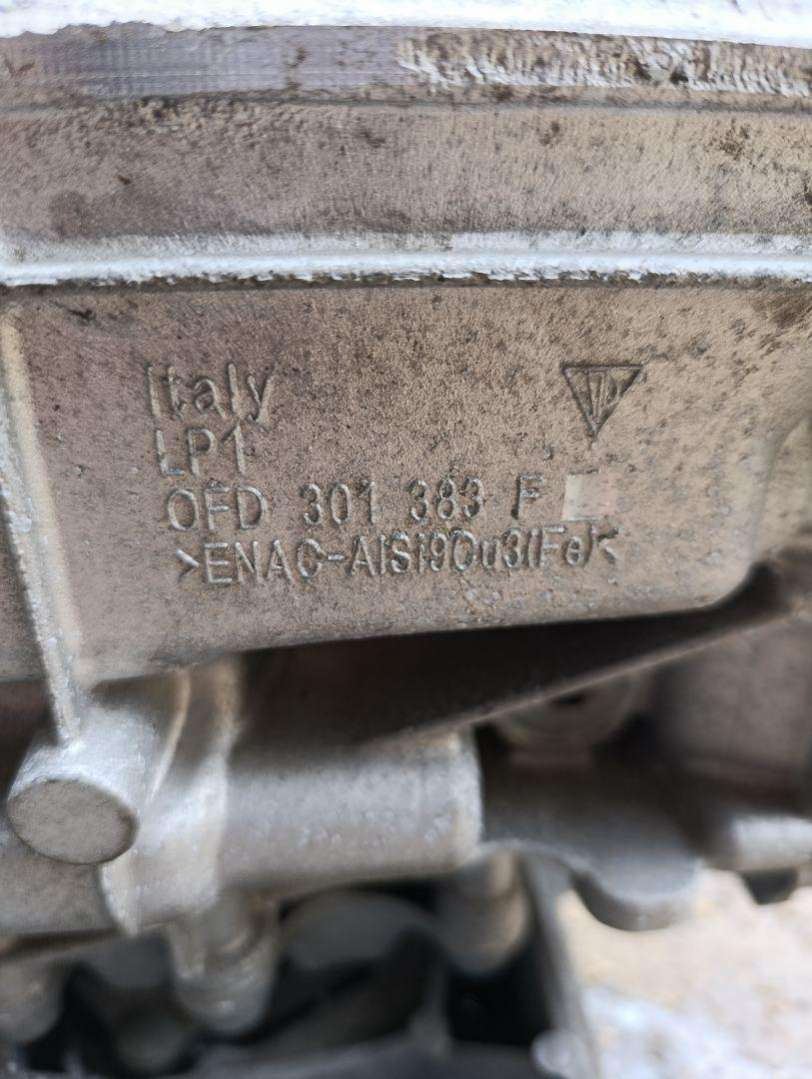 Italy
LP1
0FD 301 383 F
>ENAC-AlSi9Cu3(Fe)<